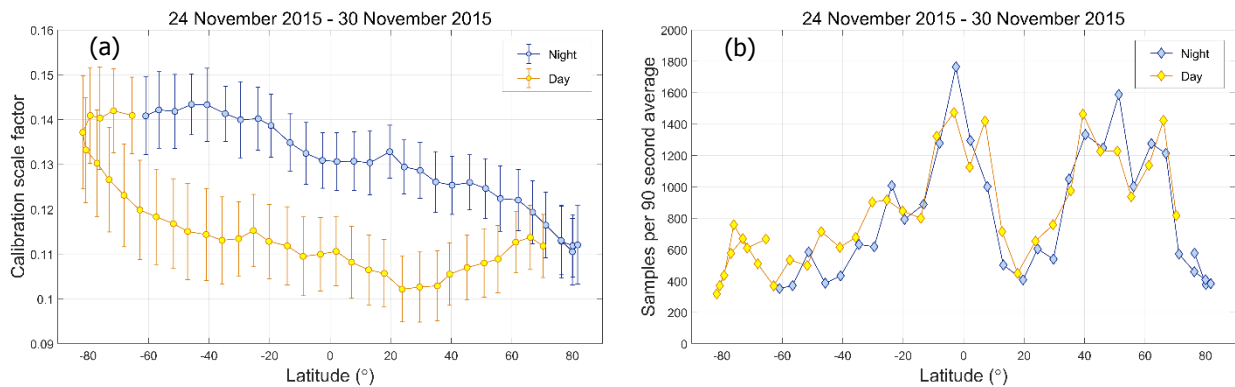 24 November 2015 - 30 November 2015
(a)
Night
Day
0.16
0.15
0.14
0.13
0.12
0.11
0.1
0.09
Calibration scale factor
-80 -60 -40 -20 0 20 40 60 80
Latitude (°)
24 November 2015 - 30 November 2015
(b)
Night
Day
2000
1800
1600
1400
1200
1000
800
600
400
200
0
Samples per 90 second average
-80 -60 -40 -20 0 20 40 60 80
Latitude (°)